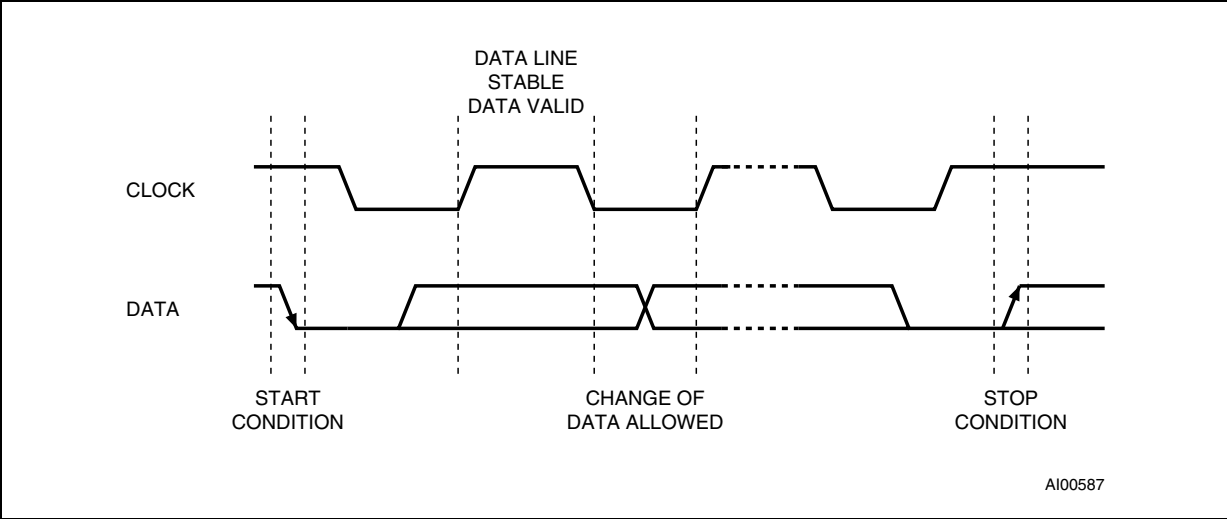 DATA LINE
STABLE
DATA VALID
CLOCK
DATA
START
CONDITION
CHANGE OF
DATA ALLOWED
STOP
CONDITION
AI00587